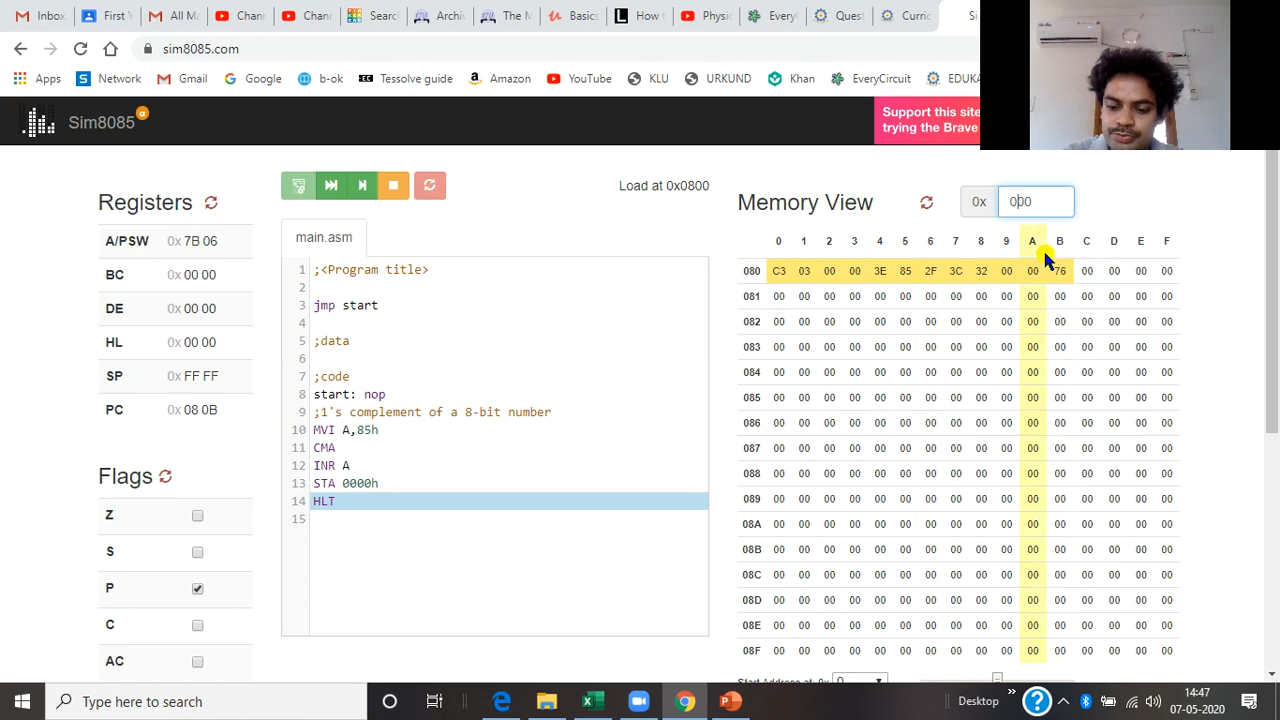 Inbox
First Y
All Ma
Chann
Chann
Search
Archiv
The A
Basics
How t
Physic
Every
Quest
Curric
Si
sim8085.com
Apps
Network
Gmail
Google
b-ok
Tessolve guide
Amazon
YouTube
KLU
URKUND
Khan
EveryCircuit
EDUKA
Sim8085 α
Support this site
trying the Brave
Registers
Load at 0x0800
Memory View
0x 000
A/PSW 0x 7B 06
BC 0x 00 00
DE 0x 00 00
HL 0x 00 00
SP 0x FF FF
PC 0x 08 0B
Flags
Z
S
P
C
AC
main.asm
1 ;<Program title>
2
3 jmp start
4
5 ;data
6
7 ;code
8 start: nop
9 ;1's complement of a 8-bit number
10 MVI A,85h
11 CMA
12 INR A
13 STA 0000h
14 HLT
15
0 1 2 3 4 5 6 7 8 9 A B C D E F
080 C3 03 00 00 3E 85 2F 3C 32 00 00 76 00 00 00 00
081 00 00 00 00 00 00 00 00 00 00 00 00 00 00 00 00
082 00 00 00 00 00 00 00 00 00 00 00 00 00 00 00 00
083 00 00 00 00 00 00 00 00 00 00 00 00 00 00 00 00
084 00 00 00 00 00 00 00 00 00 00 00 00 00 00 00 00
085 00 00 00 00 00 00 00 00 00 00 00 00 00 00 00 00
086 00 00 00 00 00 00 00 00 00 00 00 00 00 00 00 00
087 00 00 00 00 00 00 00 00 00 00 00 00 00 00 00 00
088 00 00 00 00 00 00 00 00 00 00 00 00 00 00 00 00
089 00 00 00 00 00 00 00 00 00 00 00 00 00 00 00 00
08A 00 00 00 00 00 00 00 00 00 00 00 00 00 00 00 00
08B 00 00 00 00 00 00 00 00 00 00 00 00 00 00 00 00
08C 00 00 00 00 00 00 00 00 00 00 00 00 00 00 00 00
08D 00 00 00 00 00 00 00 00 00 00 00 00 00 00 00 00
08E 00 00 00 00 00 00 00 00 00 00 00 00 00 00 00 00
08F 00 00 00 00 00 00 00 00 00 00 00 00 00 00 00 00
Start Address at 0x 0
Type here to search
Desktop
14:47
07-05-2020